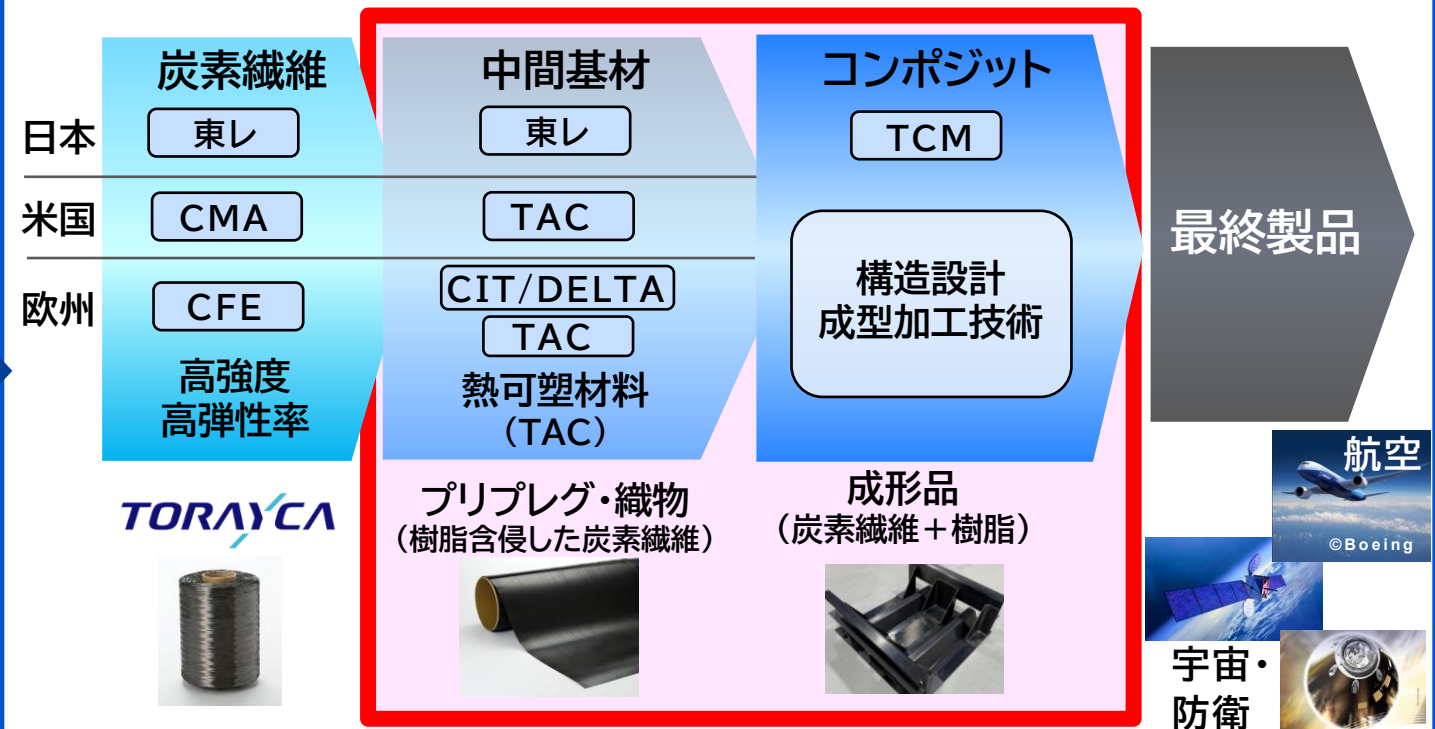 炭素繊維
中間基材
コンポジット
日本
東レ
東レ
TCM
米国
CMA
TAC
最終製品
欧州
CFE
CIT/DELTA
TAC
構造設計
成型加工技術
高強度
高弾性率
熱可塑材料
(TAC)
TORAYCA
プリプレグ・織物
(樹脂含侵した炭素繊維)
成形品
(炭素繊維＋樹脂)
航空
©Boeing
宇宙・
防衛